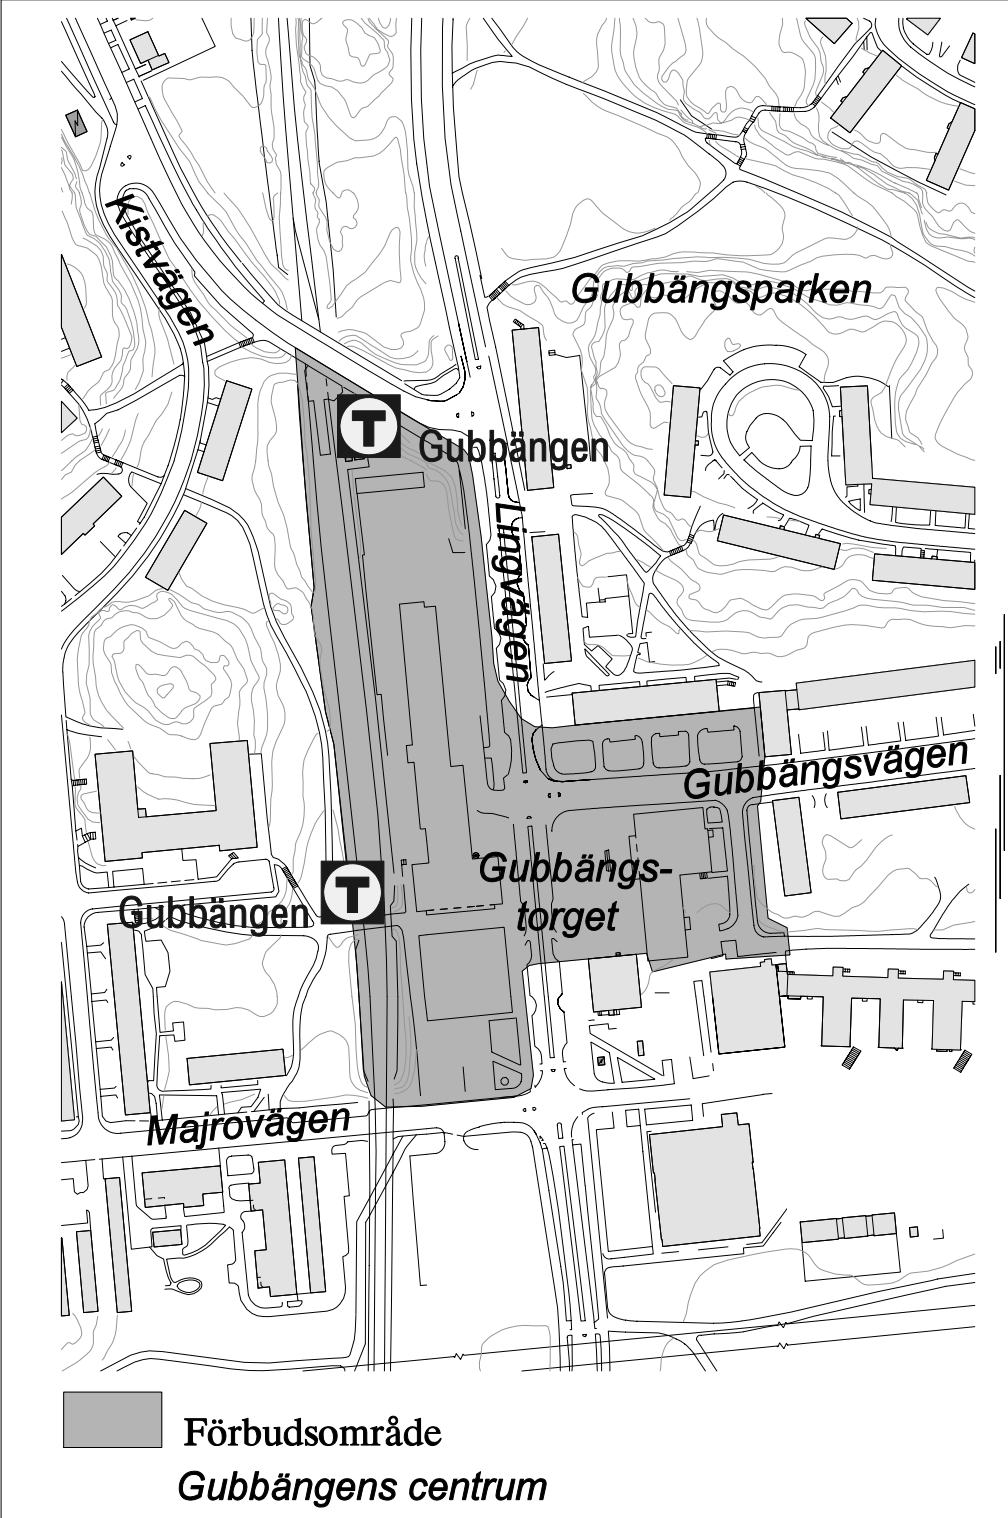 Kistvägen
Gubbängsparken
T
Gubbängen
Lingvägen
Gubbängsvägen
Gubbängs-
torget
T
Gubbängen
Majrovägen
Förbudsområde
Gubbängens centrum